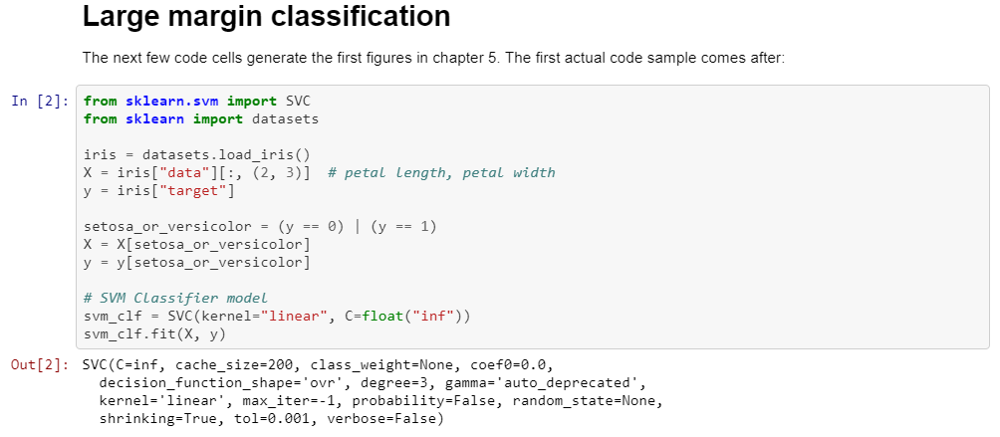 Large margin classification
The next few code cells generate the first figures in chapter 5. The first actual code sample comes after:
In [2]: from sklearn.svm import SVC
from sklearn import datasets
iris = datasets.load_iris()
X = iris["data"][:, (2, 3)]  # petal length, petal width
y = iris["target"]
setosa_or_versicolor = (y == 0) | (y == 1)
X = X[setosa_or_versicolor]
y = y[setosa_or_versicolor]
# SVM Classifier model
svm_clf = SVC(kernel="linear", C=float("inf"))
svm_clf.fit(X, y)
Out[2]: SVC(C=inf, cache_size=200, class_weight=None, coef0=0.0,
decision_function_shape='ovr', degree=3, gamma='auto_deprecated',
kernel='linear', max_iter=-1, probability=False, random_state=None,
shrinking=True, tol=0.001, verbose=False)